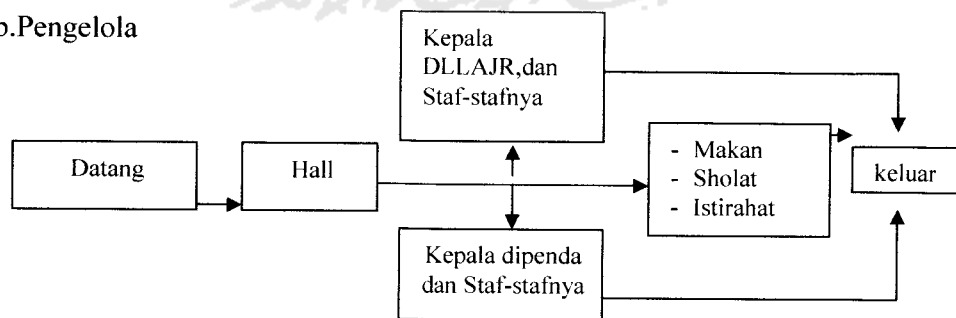 b.Pengelola
Kepala
DLLAJR,dan
Staf-stafnya
Datang
Hall
- Makan
- Sholat
- Istirahat
keluar
Kepala dipenda
dan Staf-stafnya